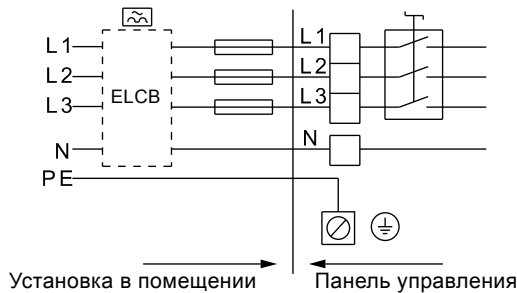 L1
L2
L3
N
PE
ELCB
L1
L2
L3
N
Установка в помещении
Панель управления